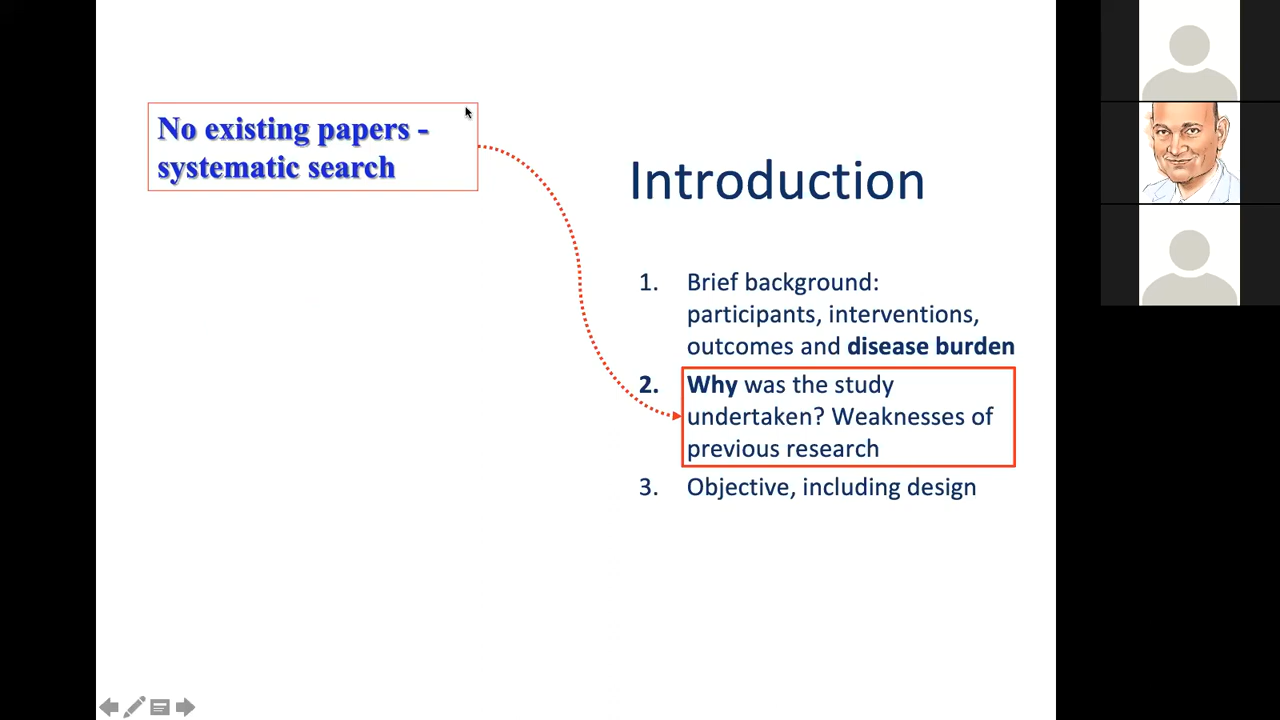 No existing papers -
systematic search
Introduction
1. Brief background:
participants, interventions,
outcomes and disease burden
2. Why was the study
undertaken? Weaknesses of
previous research
3. Objective, including design